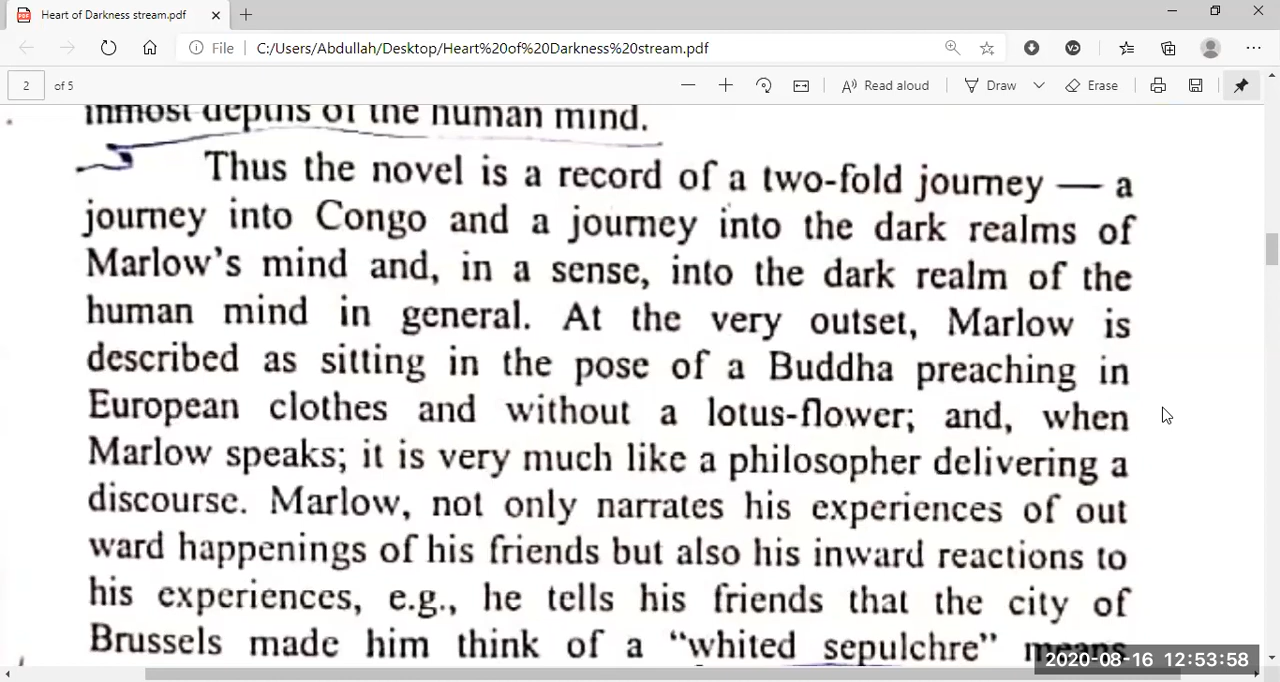 Heart of Darkness stream.pdf
File C:/Users/Abdullah/Desktop/Heart%20of%20Darkness%20stream.pdf
2 of 5 Read aloud Draw Erase
inmost depths of the human mind.
Thus the novel is a record of a two-fold journey — a
journey into Congo and a journey into the dark realms of
Marlow's mind and, in a sense, into the dark realm of the
human mind in general. At the very outset, Marlow is
described as sitting in the pose of a Buddha preaching in
European clothes and without a lotus-flower; and, when
Marlow speaks; it is very much like a philosopher delivering a
discourse. Marlow, not only narrates his experiences of out
ward happenings of his friends but also his inward reactions to
his experiences, e.g., he tells his friends that the city of
Brussels made him think of a "whited sepulchre" means
2020-08-16 12:53:58